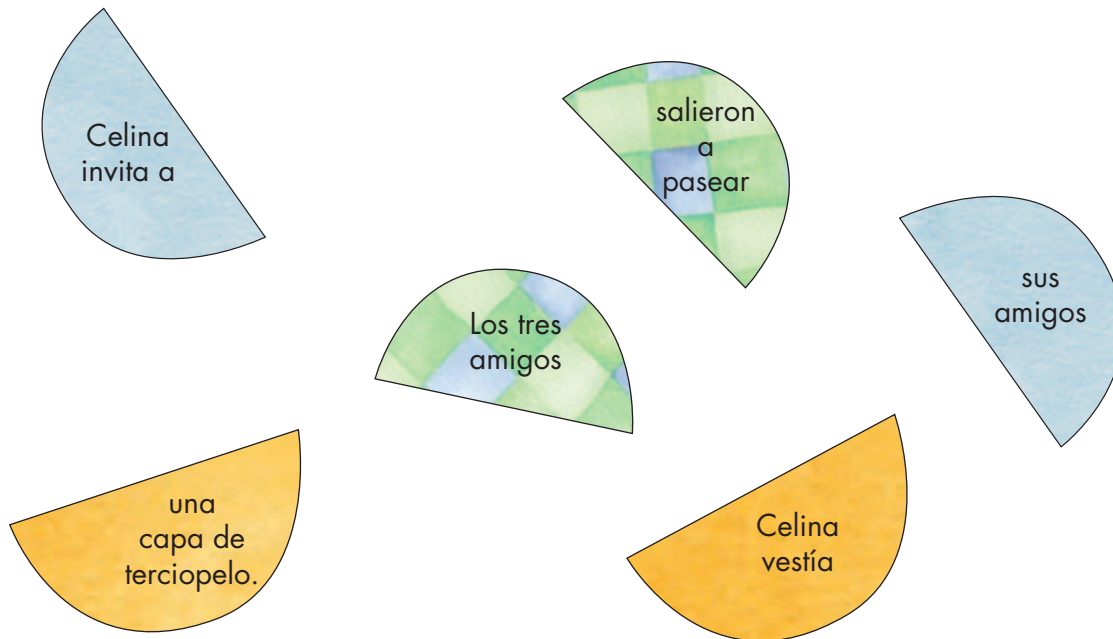 Celina
invita a
salieron
a
pasear
sus
amigos
Los tres
amigos
una
capa de
terciopelo.
Celina
vestía